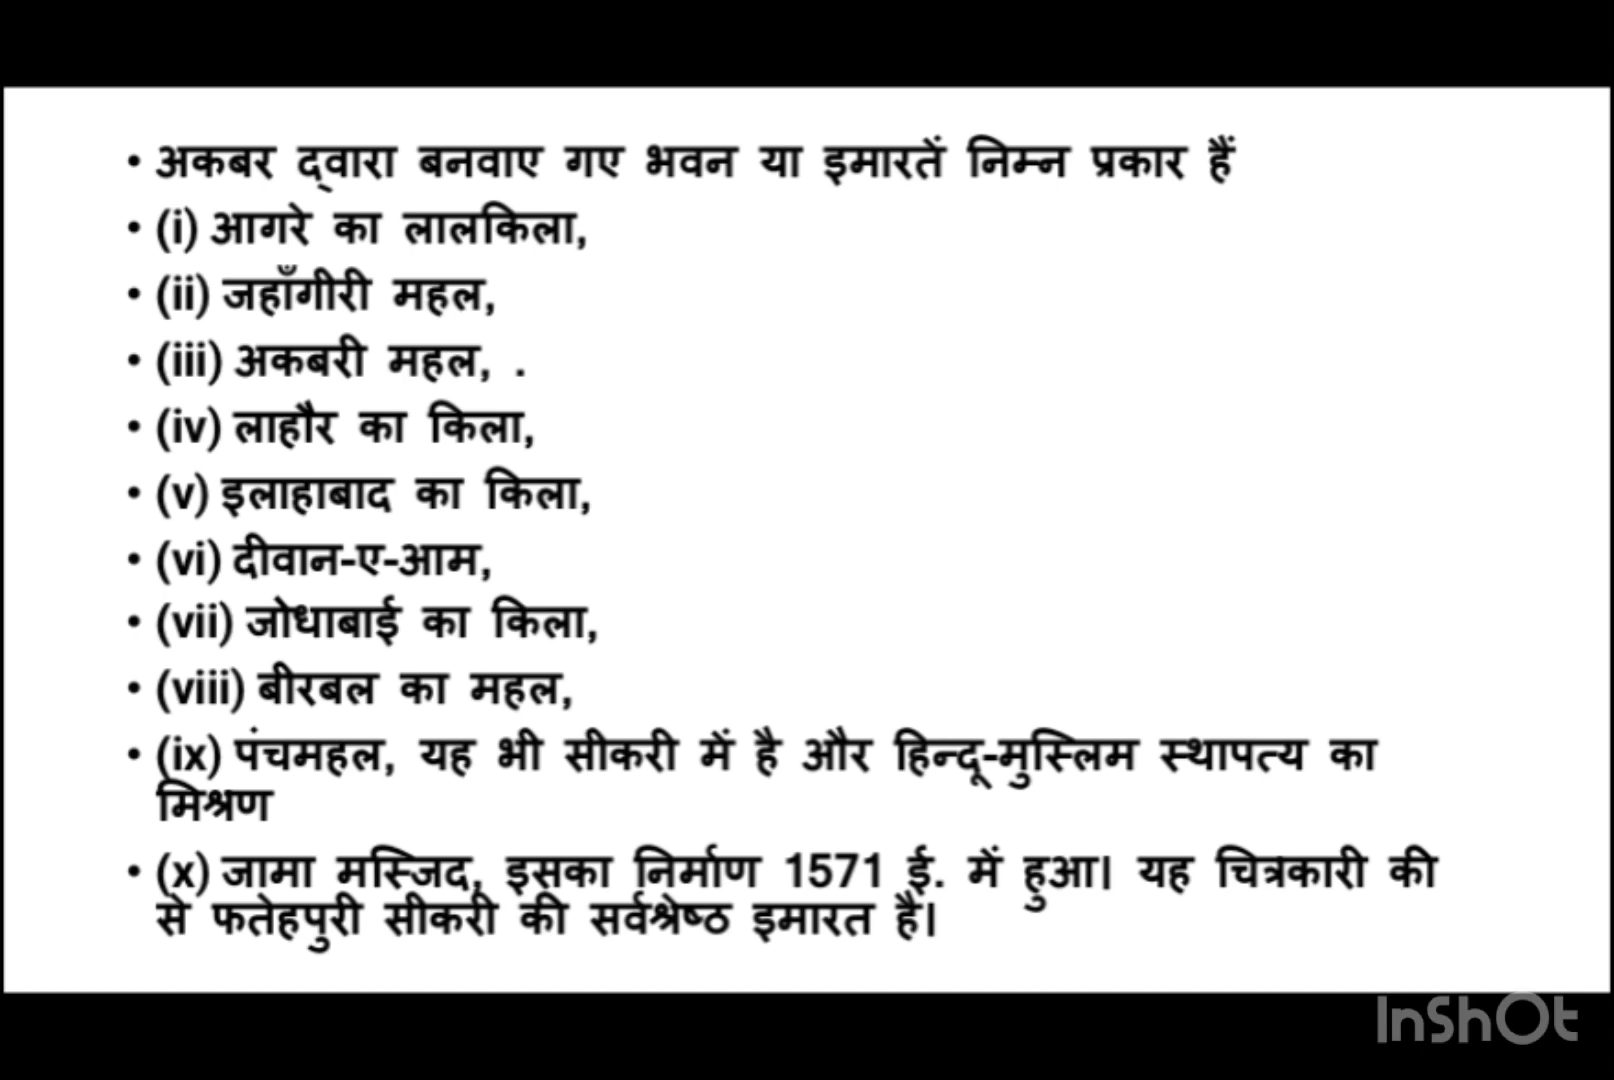 • अकबर द्वारा बनवाए गए भवन या इमारतें निम्न प्रकार हैं
• (i) आगरे का लालकिला,
• (ii) जहाँगीरी महल,
• (iii) अकबरी महल, .
• (iv) लाहौर का किला,
• (v) इलाहाबाद का किला,
• (vi) दीवान-ए-आम,
• (vii) जोधाबाई का किला,
• (viii) बीरबल का महल,
• (ix) पंचमहल, यह भी सीकरी में है और हिन्दू-मुस्लिम स्थापत्य का
मिश्रण
• (x) जामा मस्जिद, इसका निर्माण 1571 ई. में हुआ। यह चित्रकारी की
से फतेहपुरी सीकरी की सर्वश्रेष्ठ इमारत है।
InShOt